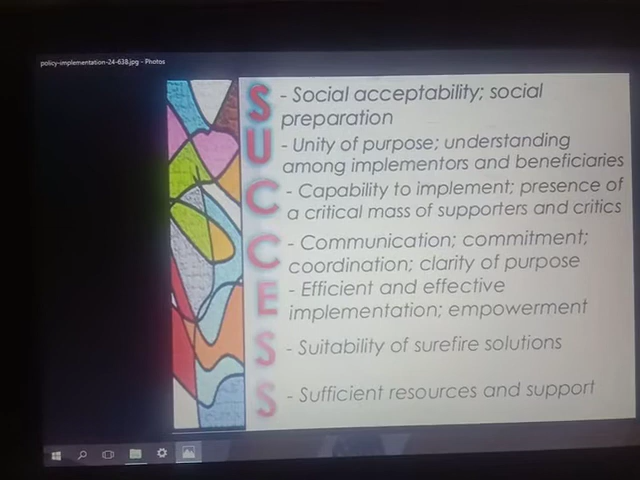 policy-implementation-24-638.jpg - Photos
S - Social acceptability; social
preparation
U - Unity of purpose; understanding
among implementors and beneficiaries
C - Capability to implement; presence of
a critical mass of supporters and critics
C - Communication; commitment;
coordination; clarity of purpose
E - Efficient and effective
implementation; empowerment
S - Suitability of surefire solutions
S - Sufficient resources and support